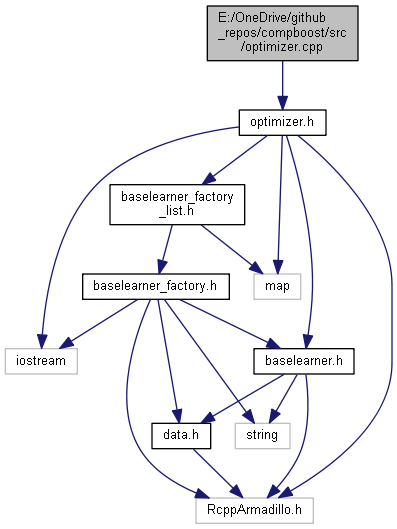 E:/OneDrive/github
_repos/compboost/src
/optimizer.cpp
optimizer.h
baselearner_factory
_list.h
baselearner_factory.h
map
iostream
baselearner.h
data.h
string
RcppArmadillo.h